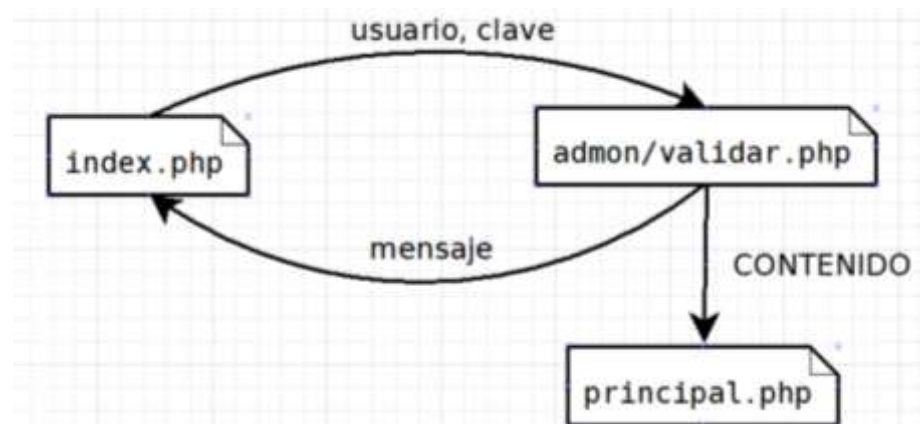 usuario, clave
index.php
admon/validar.php
mensaje
CONTENIDO
principal.php